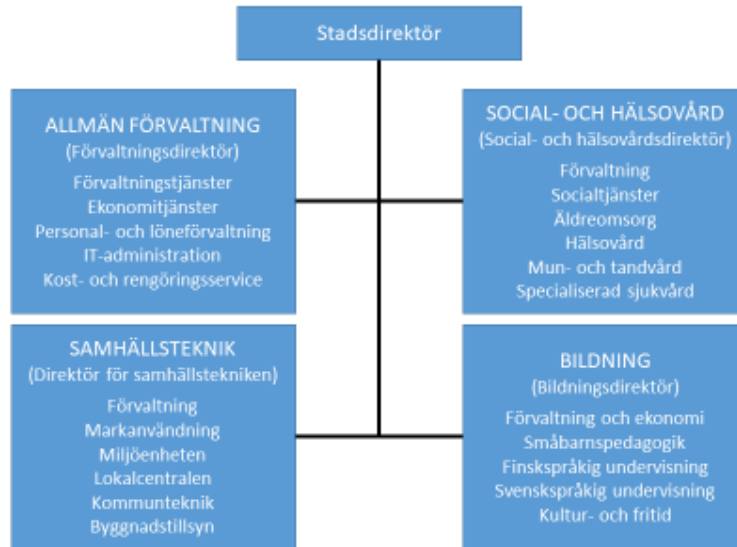 Stadsdirektör
ALLMÄN FÖRVALTNING
(Förvaltningsdirektör)
Förvaltningstjänster
Ekonomitjänster
Personal- och löneförvaltning
IT-administration
Kost- och rengöringsservice
SOCIAL- OCH HÄLSOVÅRD
(Social- och hälsovårdsdirektör)
Förvaltning
Socialtjänster
Äldreomsorg
Hälsovård
Mun- och tandvård
Specialiserad sjukvård
SAMHÄLLSTEKNIK
(Direktör för samhällstekniken)
Förvaltning
Markanvändning
Miljöenheten
Lokalcentralen
Kommunteknik
Byggnadstillsyn
BILDNING
(Bildningsdirektör)
Förvaltning och ekonomi
Småbarnspedagogik
Finskspråkig undervisning
Svenskspråkig undervisning
Kultur- och fritid